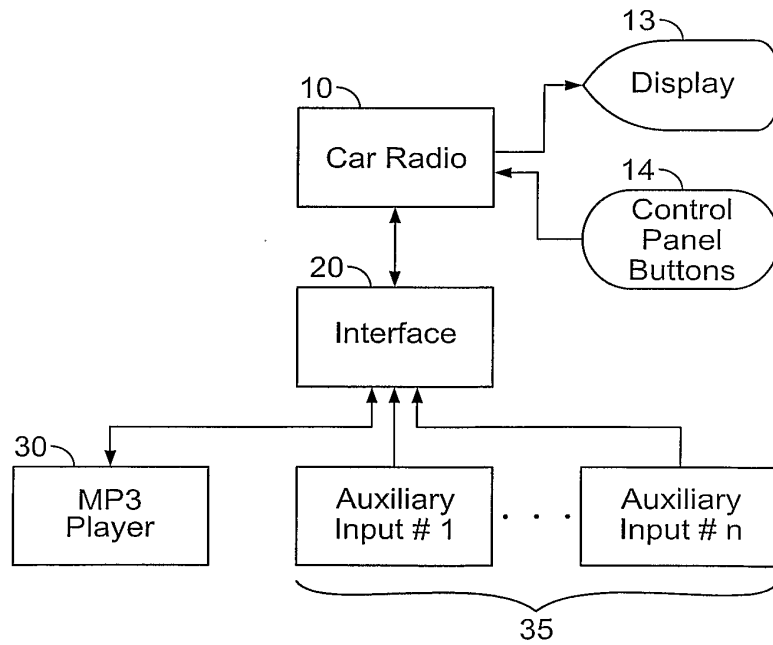 13
Display
10
Car Radio
14
Control
Panel
Buttons
20
Interface
30
MP3
Player
Auxiliary
Input # 1
. . .
Auxiliary
Input # n
35